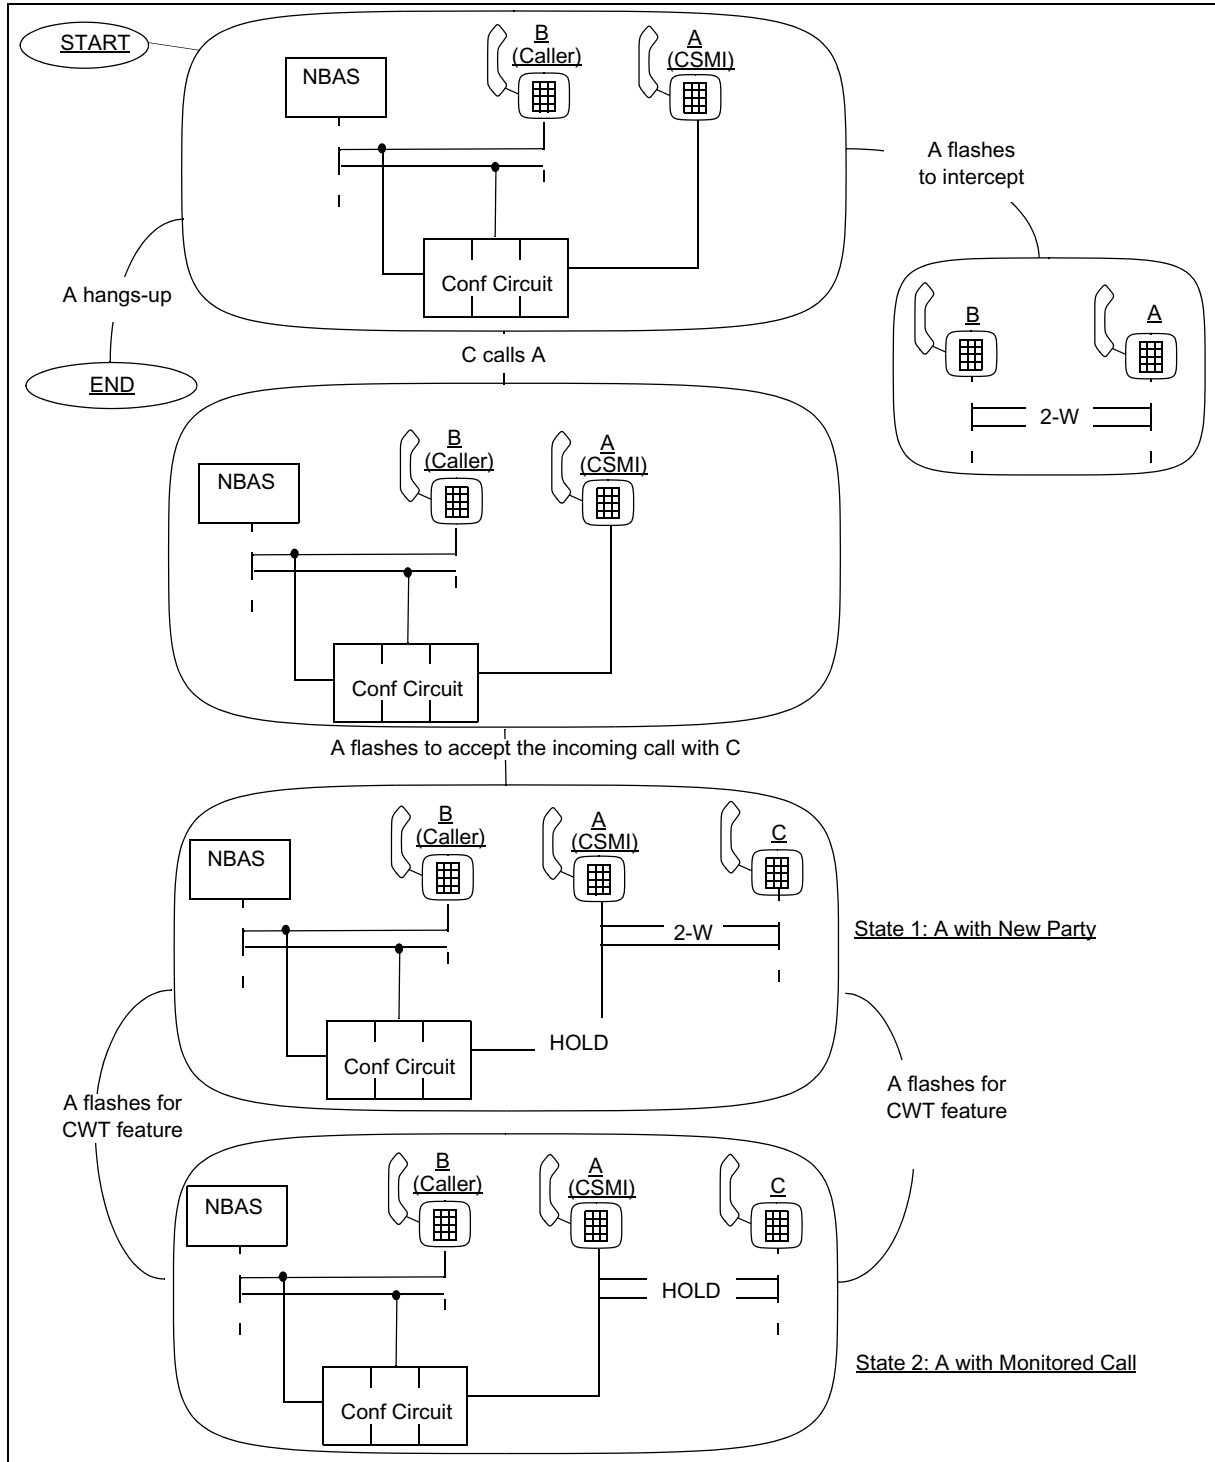 START
NBAS
B
(Caller)
A
(CSMI)
Conf Circuit
A flashes
to intercept
A hangs-up
END
B
A
2-W
C calls A
NBAS
B
(Caller)
A
(CSMI)
Conf Circuit
A flashes to accept the incoming call with C
NBAS
B
(Caller)
A
(CSMI)
C
2-W
HOLD
Conf Circuit
State 1: A with New Party
A flashes for
CWT feature
A flashes for
CWT feature
NBAS
B
(Caller)
A
(CSMI)
C
HOLD
Conf Circuit
State 2: A with Monitored Call